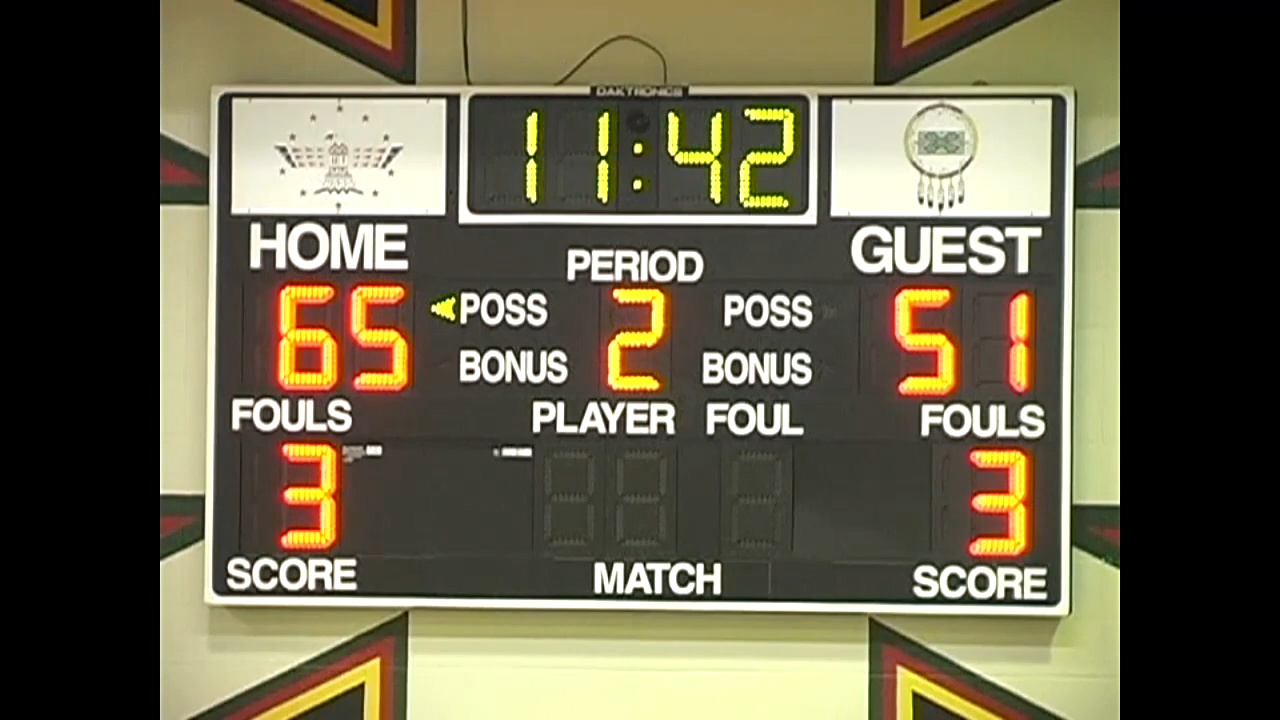 DAKTRONICS
11:42
HOME
PERIOD
GUEST
65
POSS
2
POSS
51
BONUS
BONUS
FOULS
PLAYER FOUL
FOULS
3
3
SCORE
MATCH
SCORE